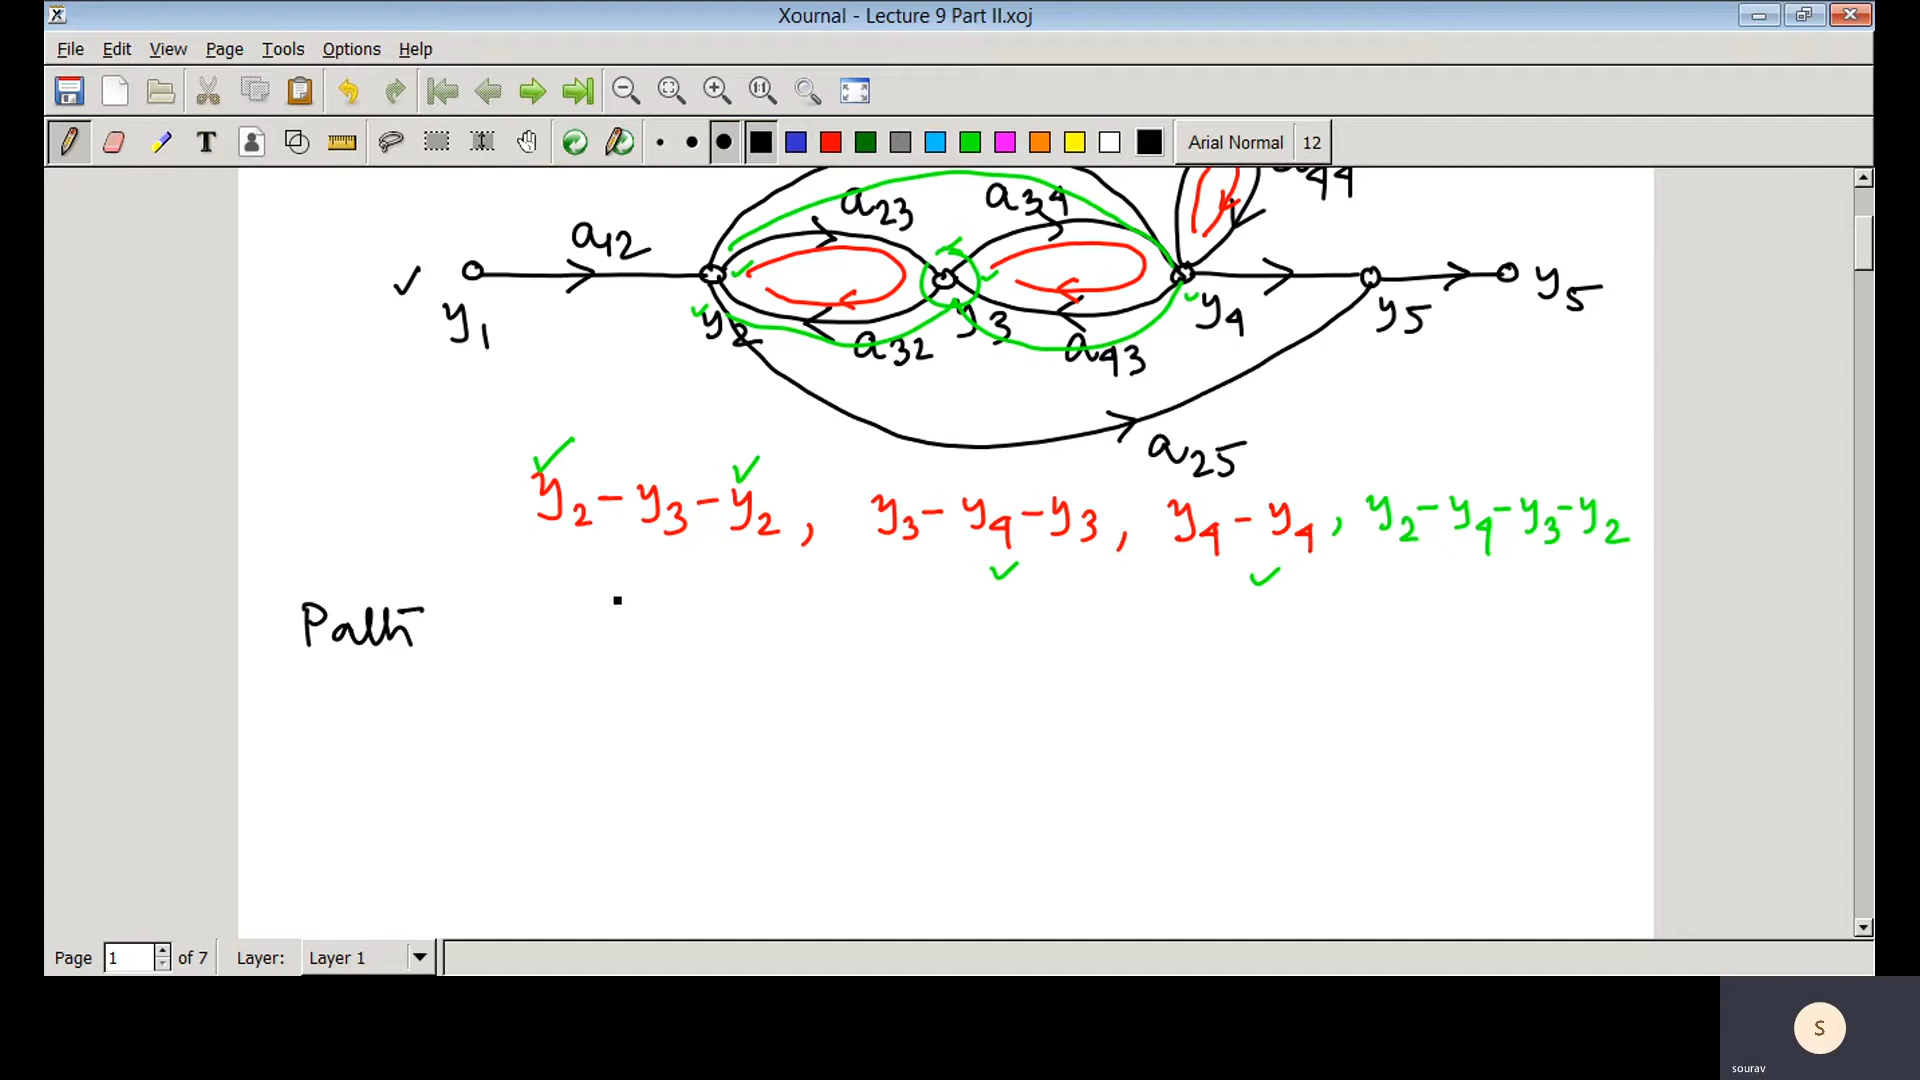 Xournal - Lecture 9 Part II.xoj
File Edit View Page Tools Options Help
T Arial Normal 12
a23 a34 a44
a12
y1 y2 y3 y4 y5 y5
a32 a43
a25
y2 - y3 - y2 , y3 - y4 - y3 , y4 - y4 , y2 - y4 - y3 - y2
Path
Page 1 of 7 Layer: Layer 1
S
sourav